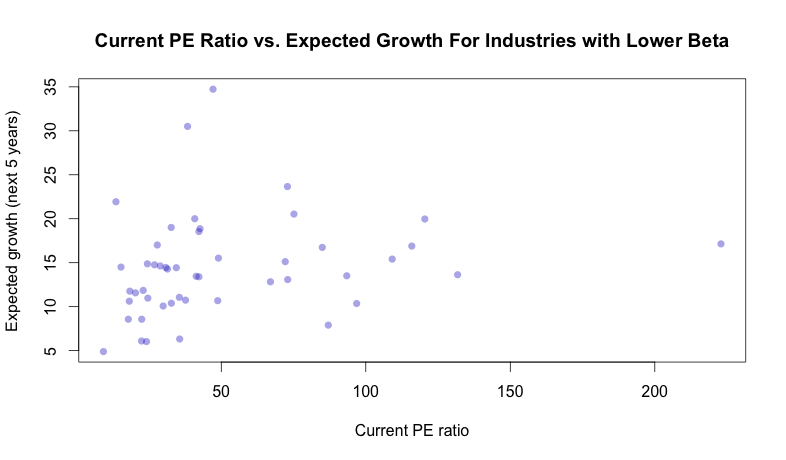 Current PE Ratio vs. Expected Growth For Industries with Lower Beta
Expected growth (next 5 years)
35
30
25
20
15
10
5
50 100 150 200
Current PE ratio